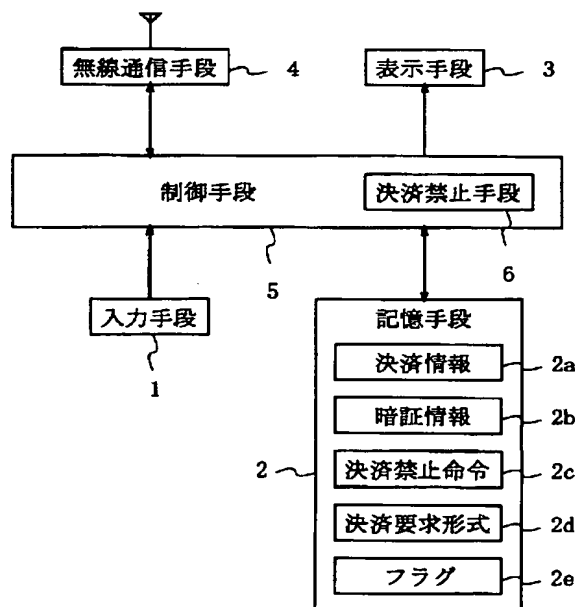 無線通信手段 4
表示手段 3
制御手段
決済禁止手段
6
5
入力手段
1
記憶手段
決済情報 2a
暗証情報 2b
2
決済禁止命令 2c
決済要求形式 2d
フラグ 2e